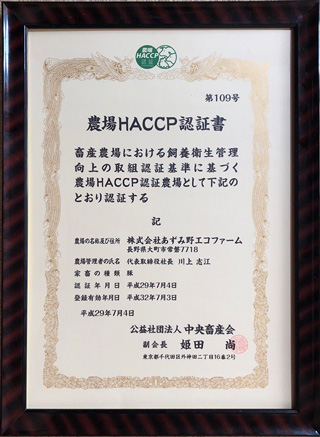 農場
HACCP
認証
第109号
農場HACCP認証書
畜産農場における飼養衛生管理
向上の取組認証基準に基づく
農場HACCP認証農場として下記の
とおり認証する
記
農場の名称及び住所 株式会社あずみ野エコファーム
長野県大町市常盤7718
農場管理者の氏名 代表取締役社長 川上 志江
家畜の種類 豚
認証年月日 平成29年7月4日
登録有効年月日 平成32年7月3日
平成29年7月4日
公益社団法人 中央畜産会
副会長 姫田 尚
東京都千代田区外神田二丁目16番2号